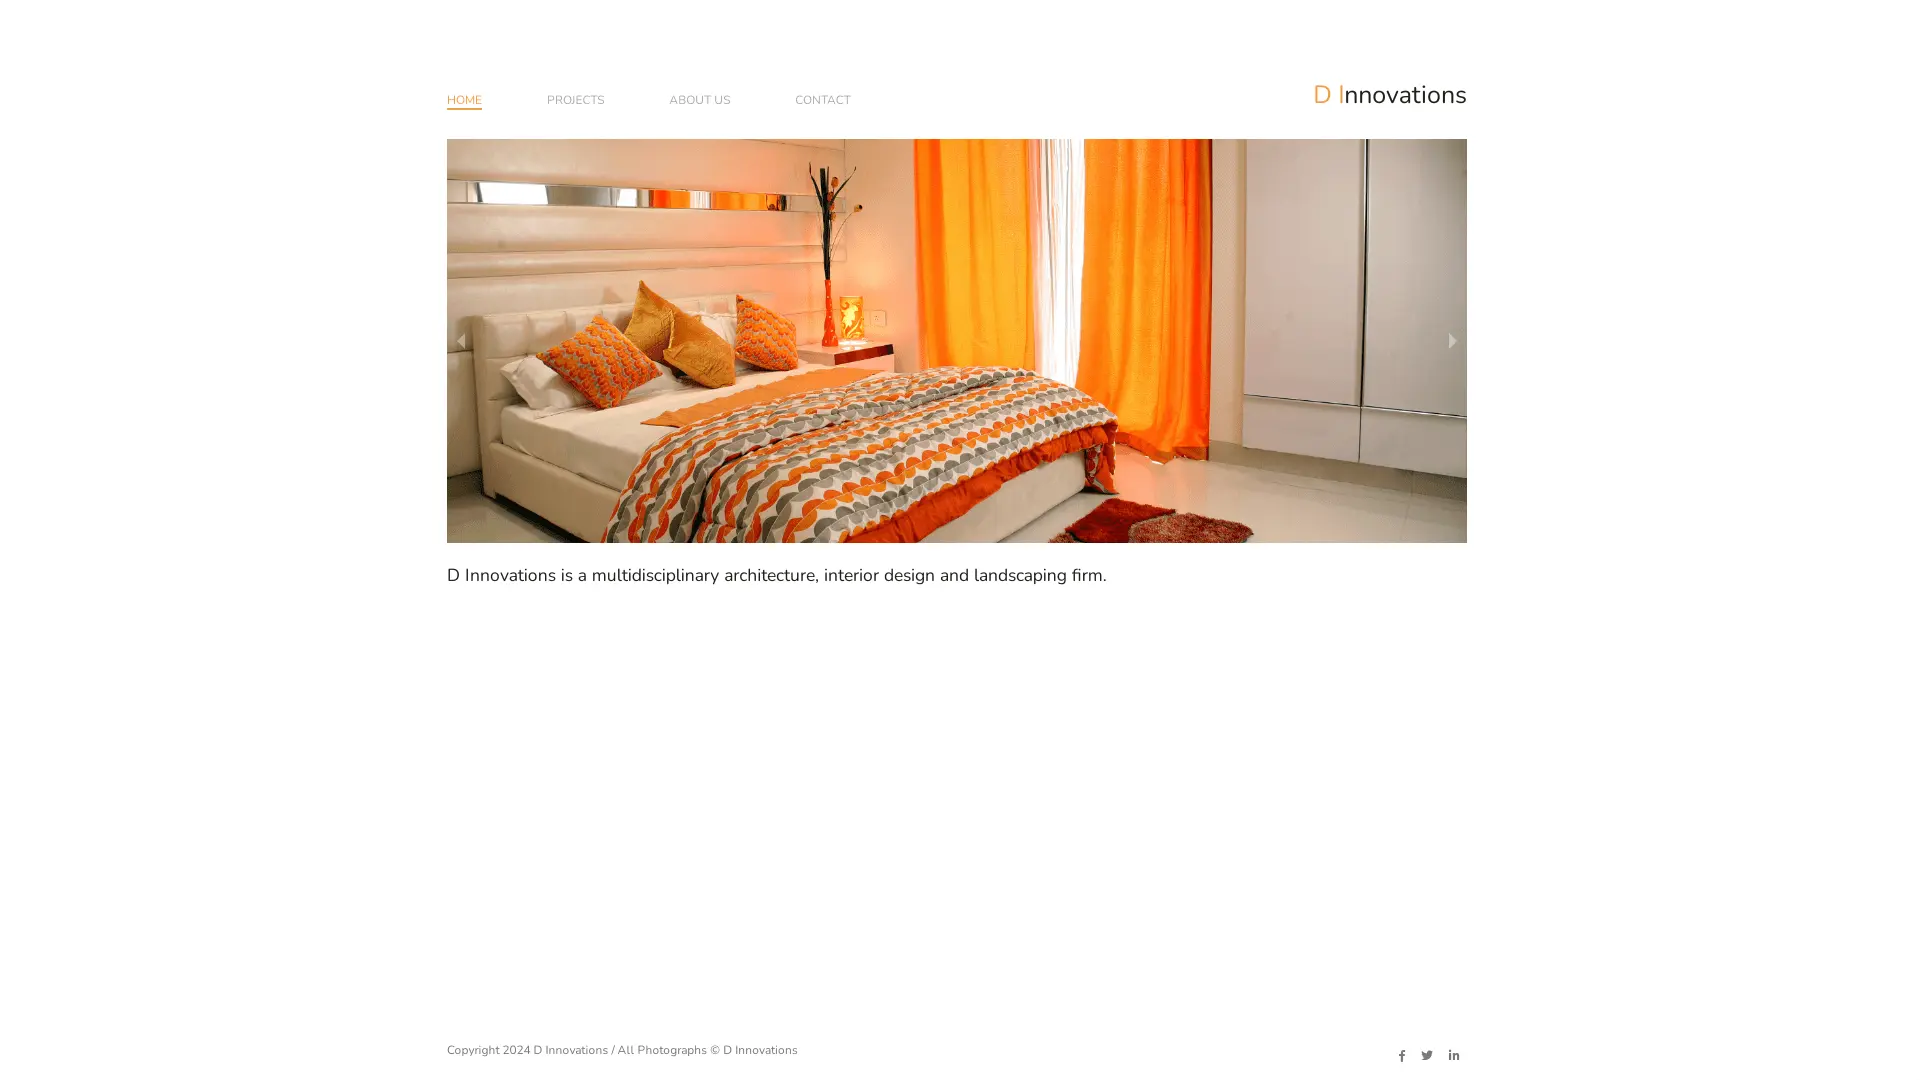 HOME
PROJECTS
ABOUT US
CONTACT
D Innovations
D Innovations is a multidisciplinary architecture, interior design and landscaping firm.
Copyright 2024 D Innovations / All Photographs © D Innovations